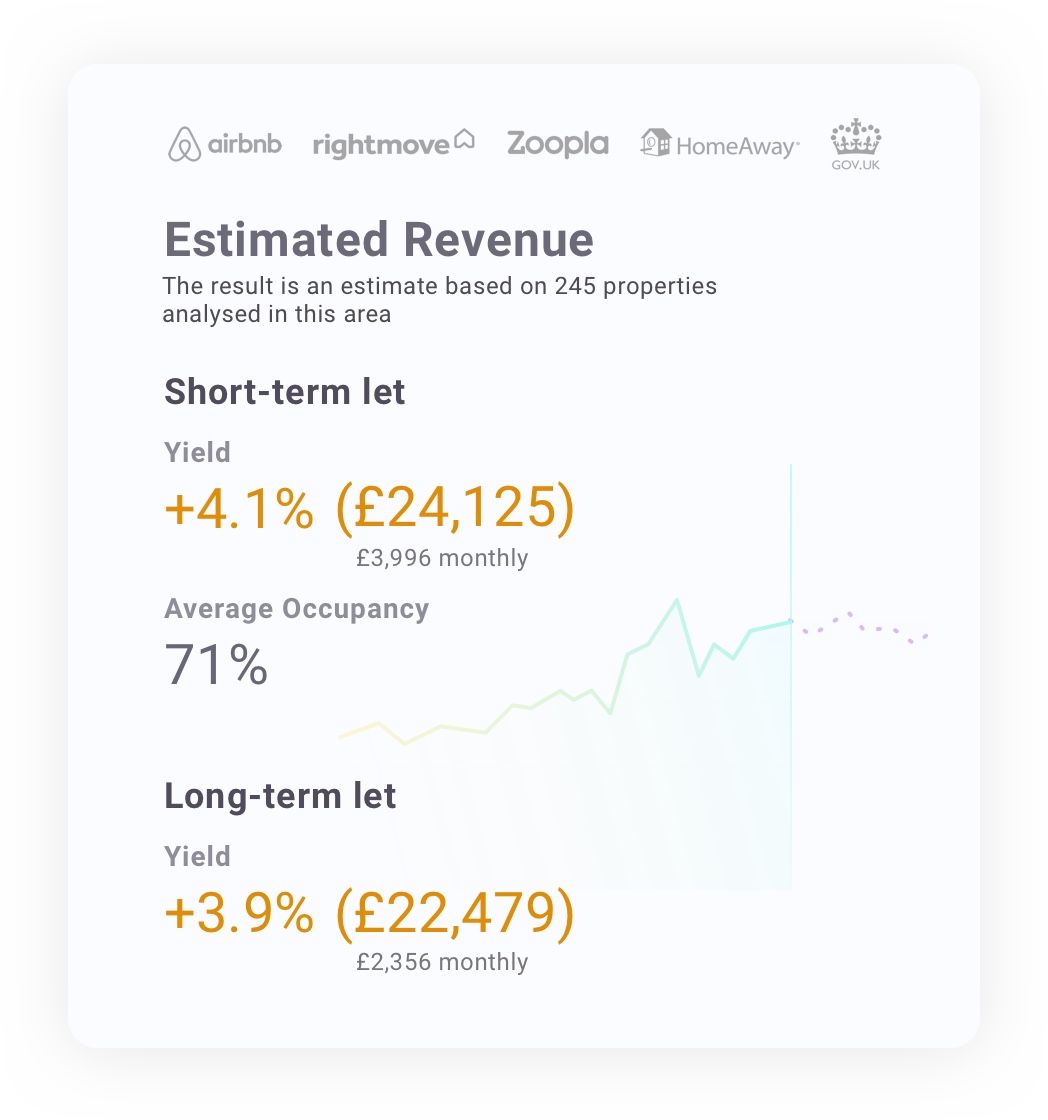 airbnb rightmove Zoopla HomeAway GOV.UK
Estimated Revenue
The result is an estimate based on 245 properties
analysed in this area
Short-term let
Yield
+4.1% (£24,125)
£3,996 monthly
Average Occupancy
71%
Long-term let
Yield
+3.9% (£22,479)
£2,356 monthly